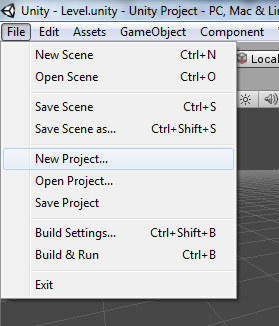 Unity - Level.unity - Unity Project - PC, Mac & Li
File Edit Assets GameObject Component
New Scene Ctrl+N
Open Scene Ctrl+O
Local
Save Scene Ctrl+S
Save Scene as... Ctrl+Shift+S
New Project...
Open Project...
Save Project
Build Settings... Ctrl+Shift+B
Build & Run Ctrl+B
Exit